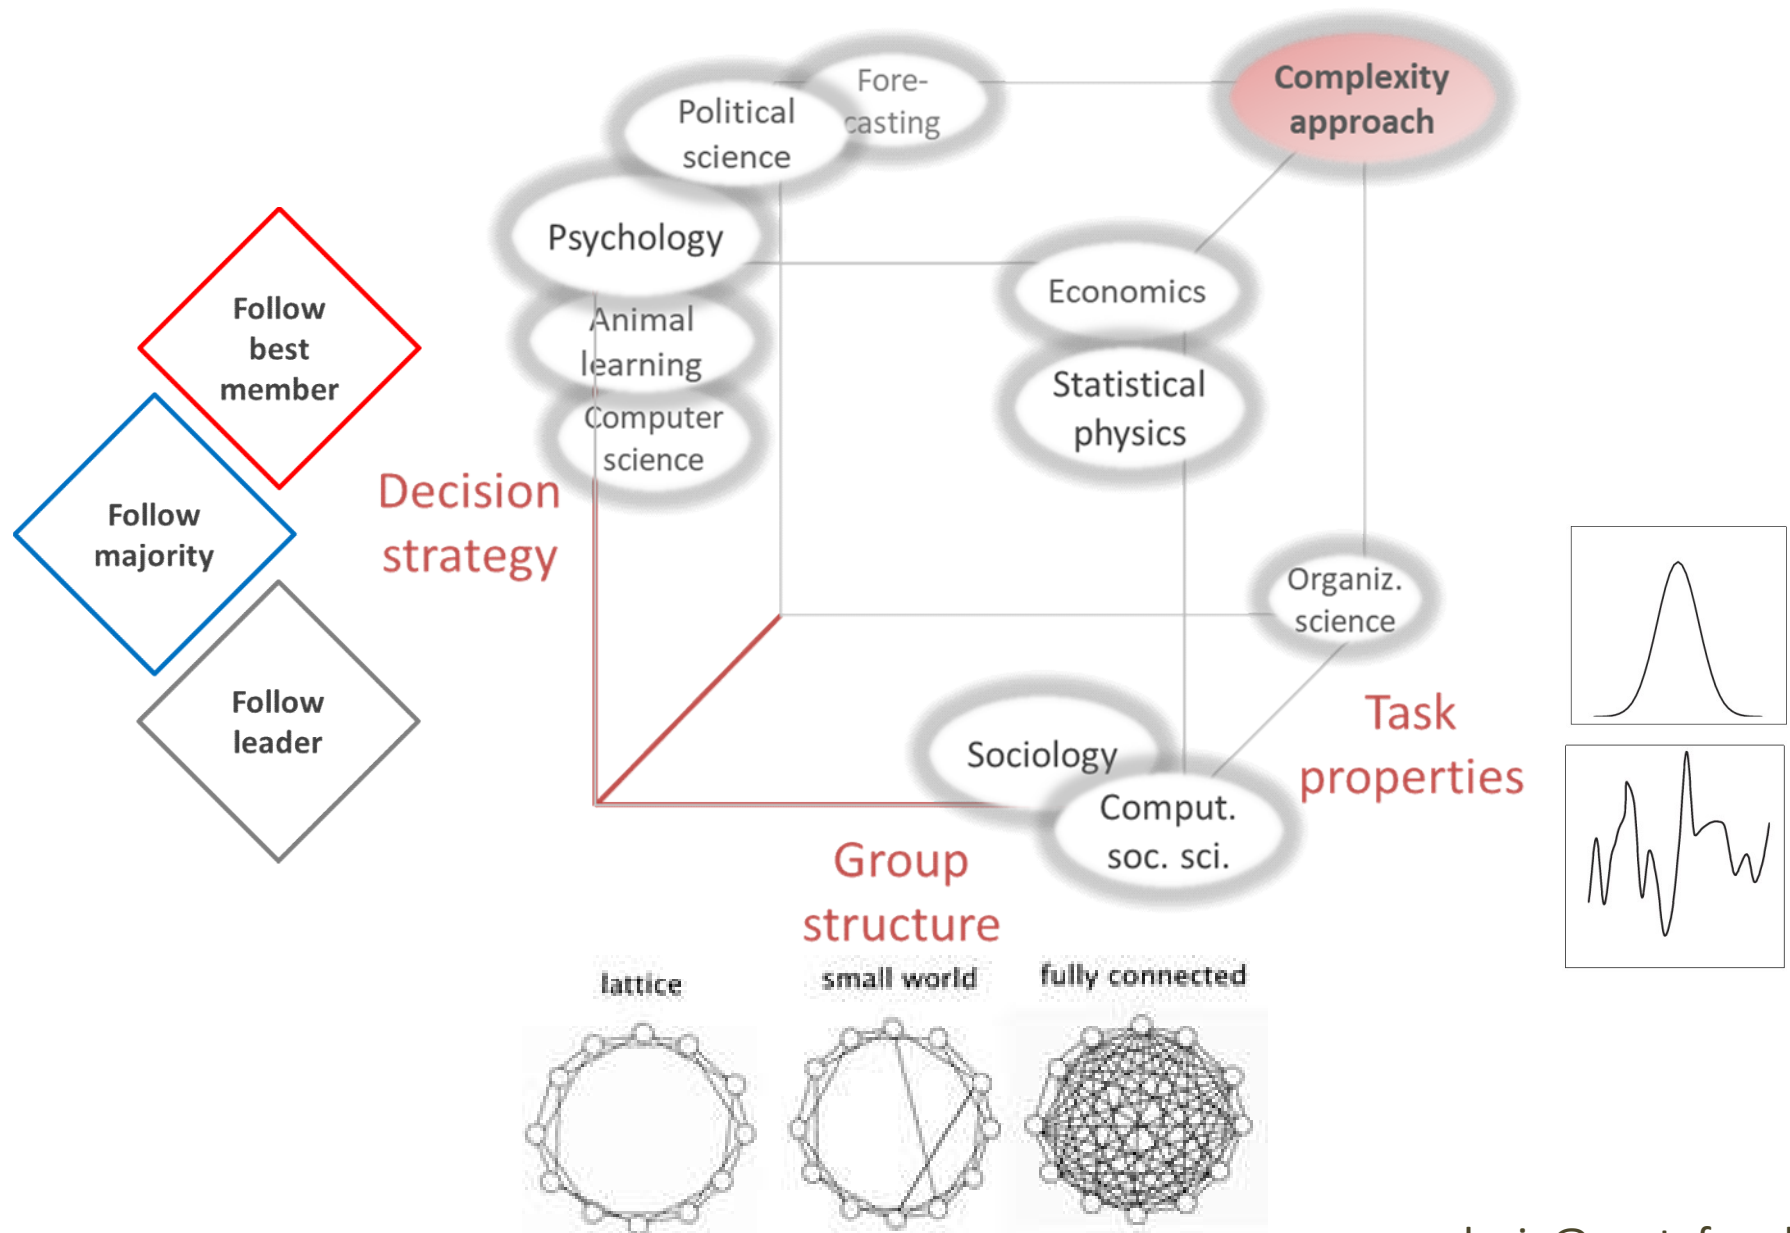 Fore-
casting
Complexity
approach
Political
science
Psychology
Economics
Animal
learning
Statistical
physics
Computer
science
Follow
best
member
Follow
majority
Follow
leader
Decision
strategy
Organiz.
science
Task
properties
Sociology
Comput.
soc. sci.
Group
structure
lattice
small world
fully connected